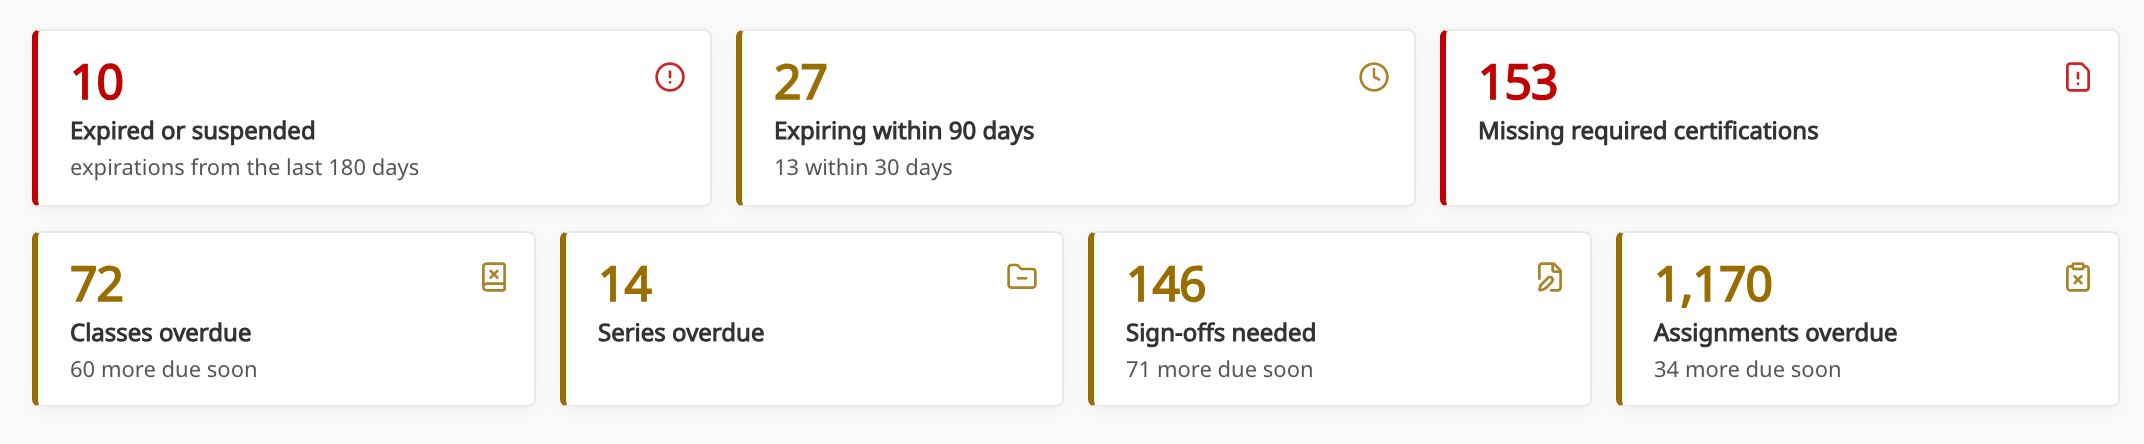 10
Expired or suspended
expirations from the last 180 days
27
Expiring within 90 days
13 within 30 days
153
Missing required certifications
72
Classes overdue
60 more due soon
14
Series overdue
146
Sign-offs needed
71 more due soon
1,170
Assignments overdue
34 more due soon